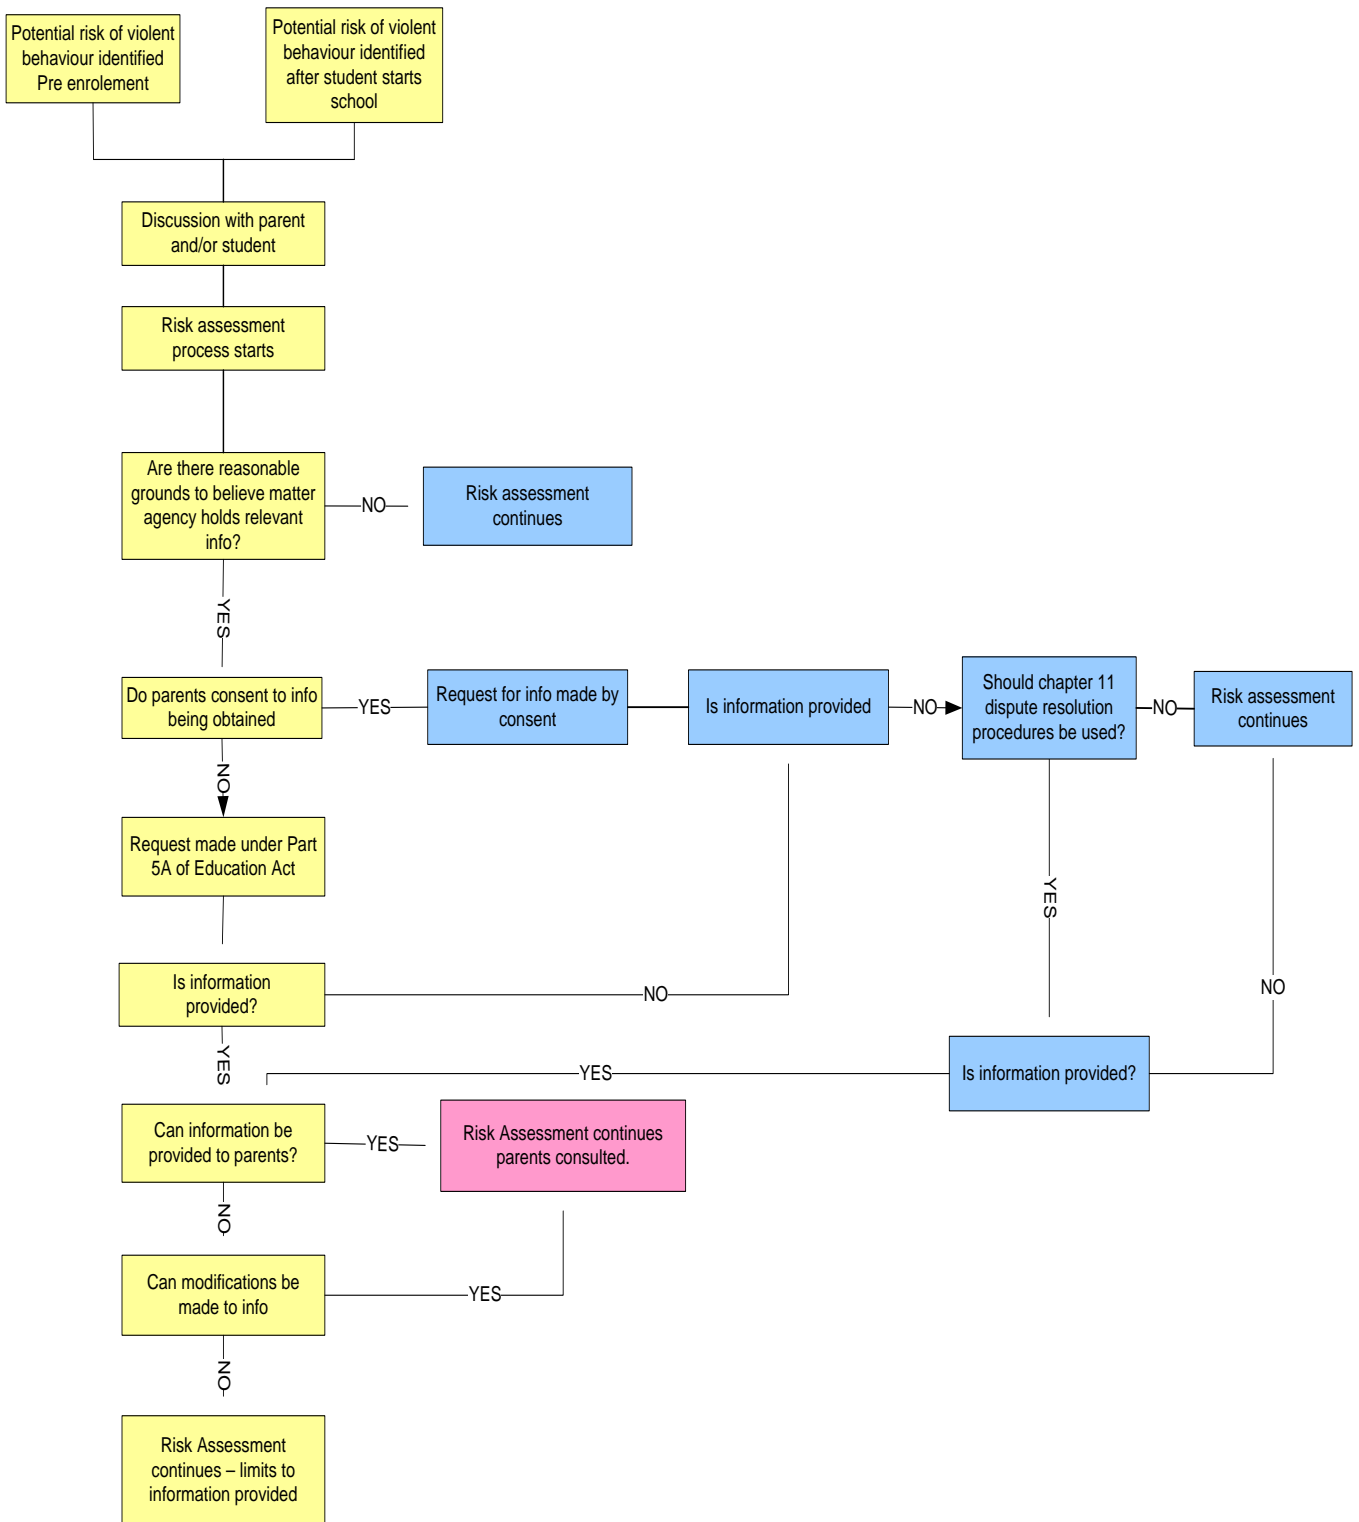 Potential risk of violent
behaviour identified
Pre enrolement
Potential risk of violent
behaviour identified
after student starts
school
Discussion with parent
and/or student
Risk assessment
process starts
Are there reasonable
grounds to believe matter
agency holds relevant
info?
NO
Risk assessment
continues
YES
Do parents consent to info
being obtained
YES
Request for info made by
consent
Is information provided
NO
Should chapter 11
dispute resolution
procedures be used?
NO
Risk assessment
continues
NO
Request made under Part
5A of Education Act
YES
Is information
provided?
NO
NO
YES
Is information provided?
YES
Can information be
provided to parents?
YES
Risk Assessment continues
parents consulted.
NO
Can modifications be
made to info
YES
NO
Risk Assessment
continues – limits to
information provided